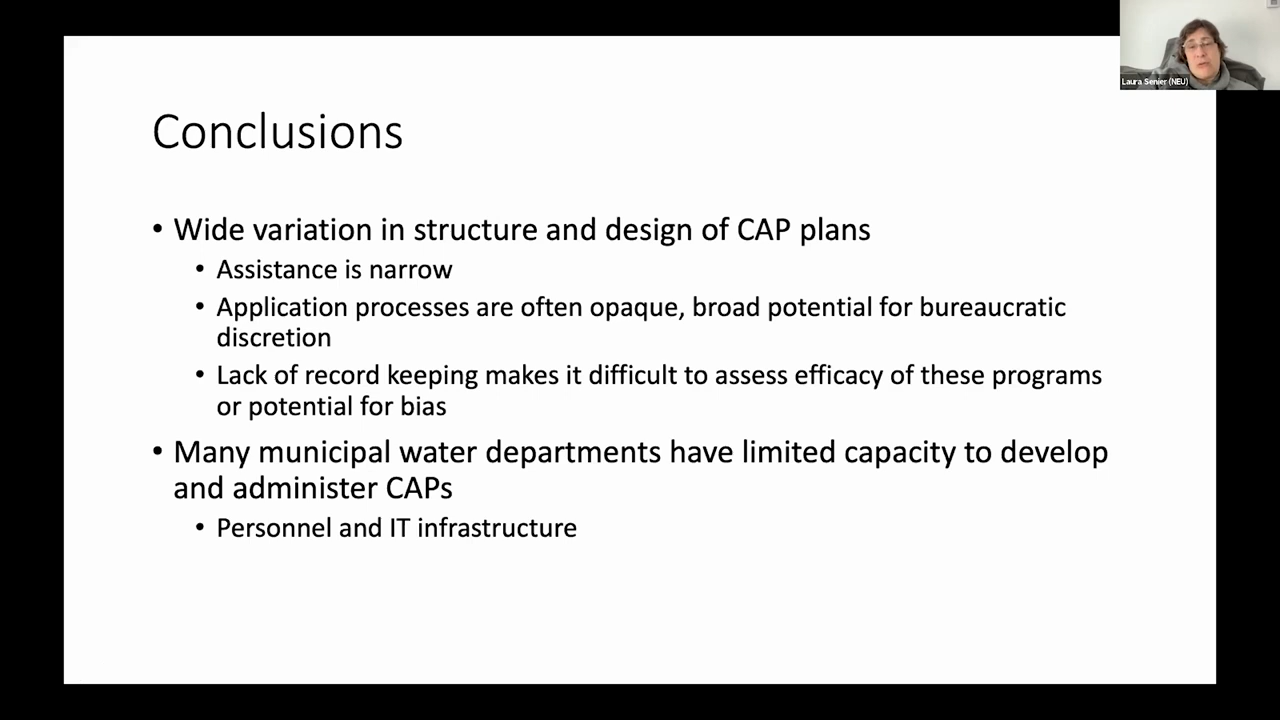 Laura Senier (NEU)
Conclusions
• Wide variation in structure and design of CAP plans
• Assistance is narrow
• Application processes are often opaque, broad potential for bureaucratic
discretion
• Lack of record keeping makes it difficult to assess efficacy of these programs
or potential for bias
• Many municipal water departments have limited capacity to develop
and administer CAPs
• Personnel and IT infrastructure